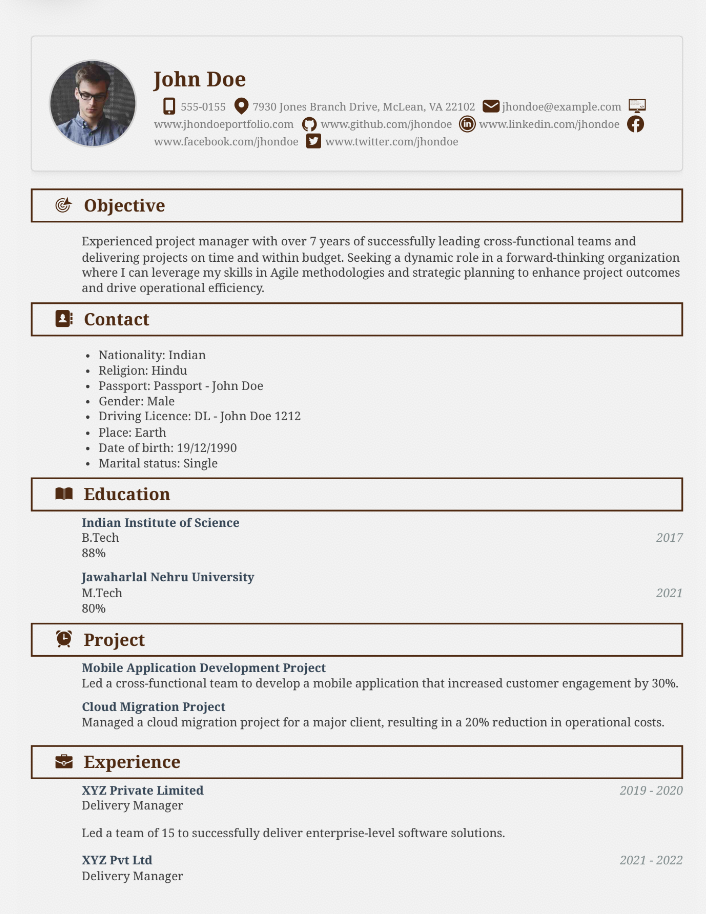 John Doe
555-0155 7930 Jones Branch Drive, McLean, VA 22102 jhondoe@example.com
www.jhondoeportfolio.com www.github.com/jhondoe www.linkedin.com/jhondoe
www.facebook.com/jhondoe www.twitter.com/jhondoe
Objective
Experienced project manager with over 7 years of successfully leading cross-functional teams and
delivering projects on time and within budget. Seeking a dynamic role in a forward-thinking organization
where I can leverage my skills in Agile methodologies and strategic planning to enhance project outcomes
and drive operational efficiency.
Contact
• Nationality: Indian
• Religion: Hindu
• Passport: Passport - John Doe
• Gender: Male
• Driving Licence: DL - John Doe 1212
• Place: Earth
• Date of birth: 19/12/1990
• Marital status: Single
Education
Indian Institute of Science
B.Tech 2017
88%
Jawaharlal Nehru University
M.Tech 2021
80%
Project
Mobile Application Development Project
Led a cross-functional team to develop a mobile application that increased customer engagement by 30%.
Cloud Migration Project
Managed a cloud migration project for a major client, resulting in a 20% reduction in operational costs.
Experience
XYZ Private Limited 2019 - 2020
Delivery Manager
Led a team of 15 to successfully deliver enterprise-level software solutions.
XYZ Pvt Ltd 2021 - 2022
Delivery Manager